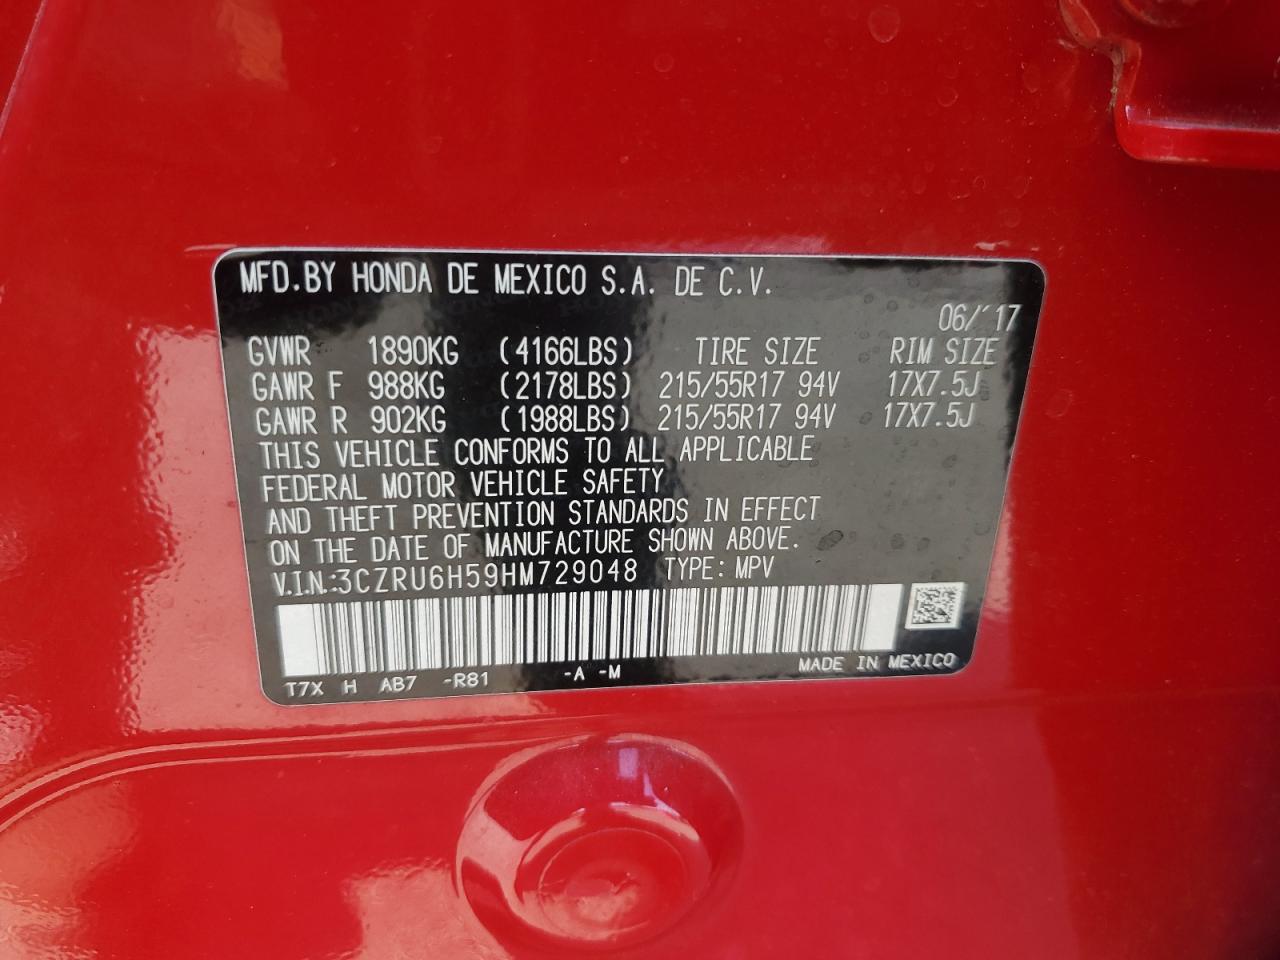 MFD.BY HONDA DE MEXICO S.A. DE C.V.
06/'17
GVWR 1890KG (4166LBS) TIRE SIZE RIM SIZE
GAWR F 988KG (2178LBS) 215/55R17 94V 17X7.5J
GAWR R 902KG (1988LBS) 215/55R17 94V 17X7.5J
THIS VEHICLE CONFORMS TO ALL APPLICABLE
FEDERAL MOTOR VEHICLE SAFETY
AND THEFT PREVENTION STANDARDS IN EFFECT
ON THE DATE OF MANUFACTURE SHOWN ABOVE.
V.I.N.:3CZRU6H59HM729048 TYPE: MPV
MADE IN MEXICO
T7X H AB7 -R81 -A -M